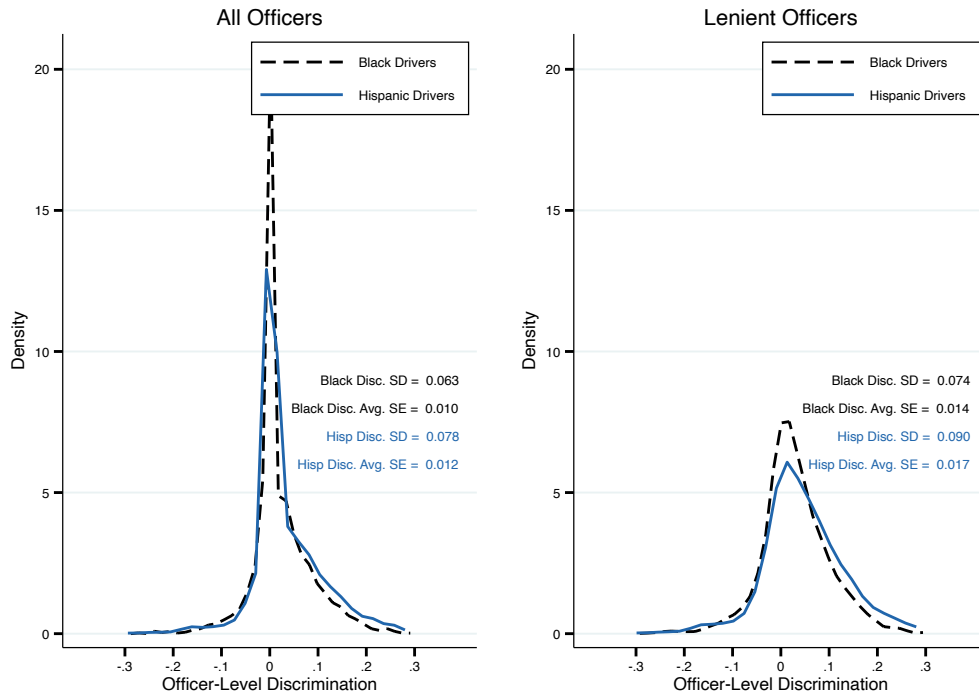 All Officers
Black Drivers
Hispanic Drivers
20
15
10
5
0
Density
Black Disc. SD = 0.063
Black Disc. Avg. SE = 0.010
Hisp Disc. SD = 0.078
Hisp Disc. Avg. SE = 0.012
-.3 -.2 -.1 0 .1 .2 .3
Officer-Level Discrimination
Lenient Officers
Black Drivers
Hispanic Drivers
20
15
10
5
0
Density
Black Disc. SD = 0.074
Black Disc. Avg. SE = 0.014
Hisp Disc. SD = 0.090
Hisp Disc. Avg. SE = 0.017
-.3 -.2 -.1 0 .1 .2 .3
Officer-Level Discrimination